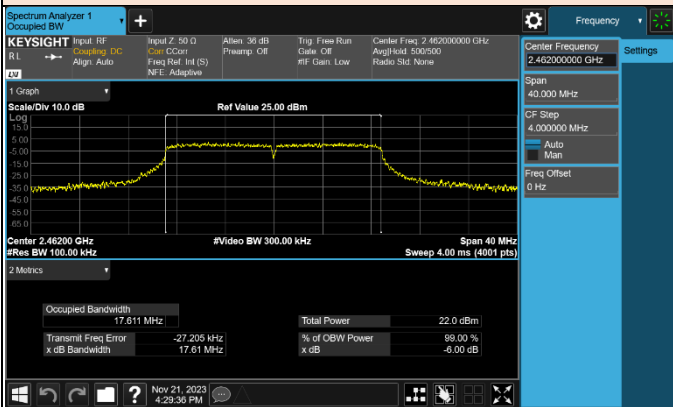 Spectrum Analyzer 1
Occupied BW
+
Frequency
KEYSIGHT Input: RF
R L Coupling: DC
Align: Auto
LXI
Input Z: 50 Ω
Corr CCorr
Freq Ref: Int (S)
NFE: Adaptive
Atten: 36 dB
Preamp: Off
Trig: Free Run
Gate: Off
#IF Gain: Low
Center Freq: 2.462000000 GHz
Avg|Hold: 500/500
Radio Std: None
Center Frequency
2.462000000 GHz
Settings
Span
40.000 MHz
CF Step
4.000000 MHz
Auto
Man
Freq Offset
0 Hz
1 Graph
Scale/Div 10.0 dB
Ref Value 25.00 dBm
Log
15.0
5.00
-5.00
-15.0
-25.0
-35.0
-45.0
-55.0
-65.0
Center 2.46200 GHz
#Video BW 300.00 kHz
Span 40 MHz
#Res BW 100.00 kHz
Sweep 4.00 ms (4001 pts)
2 Metrics
Occupied Bandwidth
17.611 MHz
Total Power 22.0 dBm
Transmit Freq Error -27.205 kHz
% of OBW Power 99.00 %
x dB Bandwidth 17.61 MHz
x dB -6.00 dB
?
Nov 21, 2023
4:29:36 PM